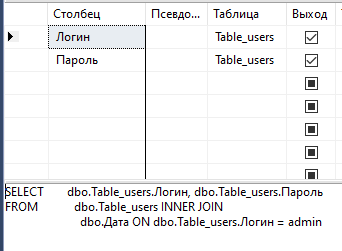 Столбец Псевдо... Таблица Выход
Логин Table_users
Пароль Table_users
SELECT dbo.Table_users.Логин, dbo.Table_users.Пароль
FROM dbo.Table_users INNER JOIN
dbo.Дата ON dbo.Table_users.Логин = admin